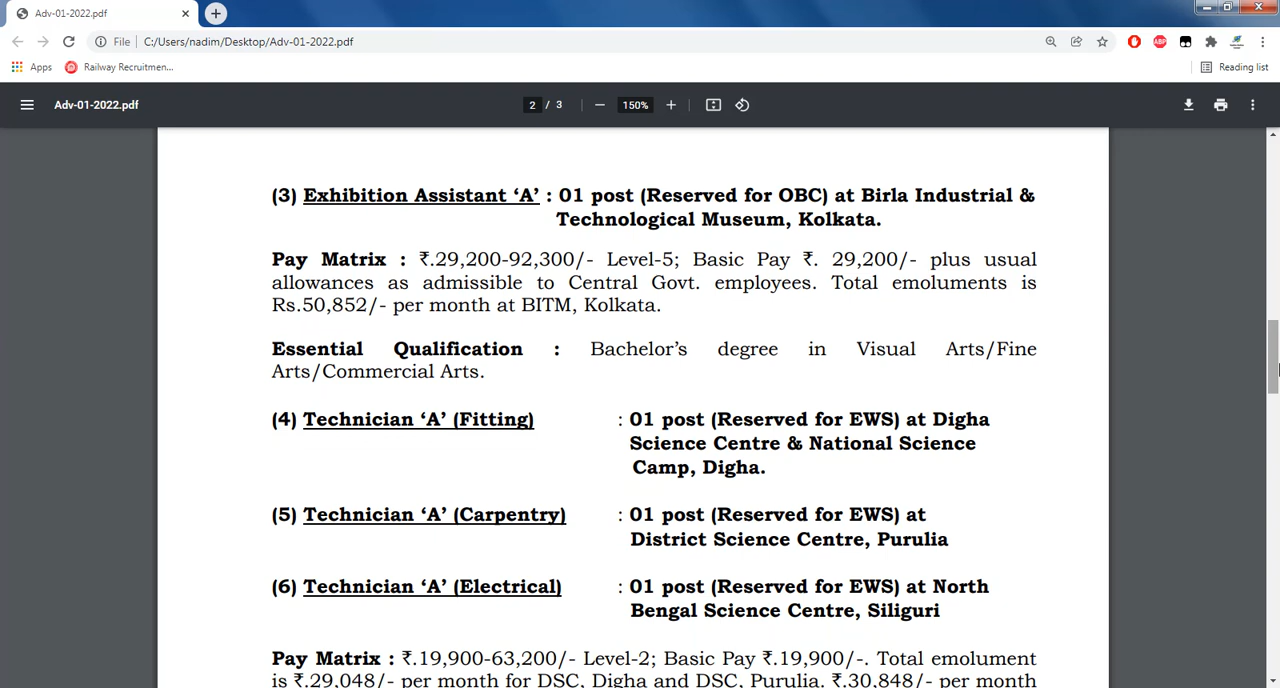 Adv-01-2022.pdf
File C:/Users/nadim/Desktop/Adv-01-2022.pdf
ABP
Apps Railway Recruitmen... Reading list
Adv-01-2022.pdf 2 / 3 150%
(3) Exhibition Assistant ‘A’ : 01 post (Reserved for OBC) at Birla Industrial &
Technological Museum, Kolkata.
Pay Matrix : ₹.29,200-92,300/- Level-5; Basic Pay ₹. 29,200/- plus usual
allowances as admissible to Central Govt. employees. Total emoluments is
Rs.50,852/- per month at BITM, Kolkata.
Essential Qualification : Bachelor’s degree in Visual Arts/Fine
Arts/Commercial Arts.
(4) Technician ‘A’ (Fitting) : 01 post (Reserved for EWS) at Digha
Science Centre & National Science
Camp, Digha.
(5) Technician ‘A’ (Carpentry) : 01 post (Reserved for EWS) at
District Science Centre, Purulia
(6) Technician ‘A’ (Electrical) : 01 post (Reserved for EWS) at North
Bengal Science Centre, Siliguri
Pay Matrix : ₹.19,900-63,200/- Level-2; Basic Pay ₹.19,900/-. Total emolument
is ₹.29,048/- per month for DSC, Digha and DSC, Purulia. ₹.30,848/- per month